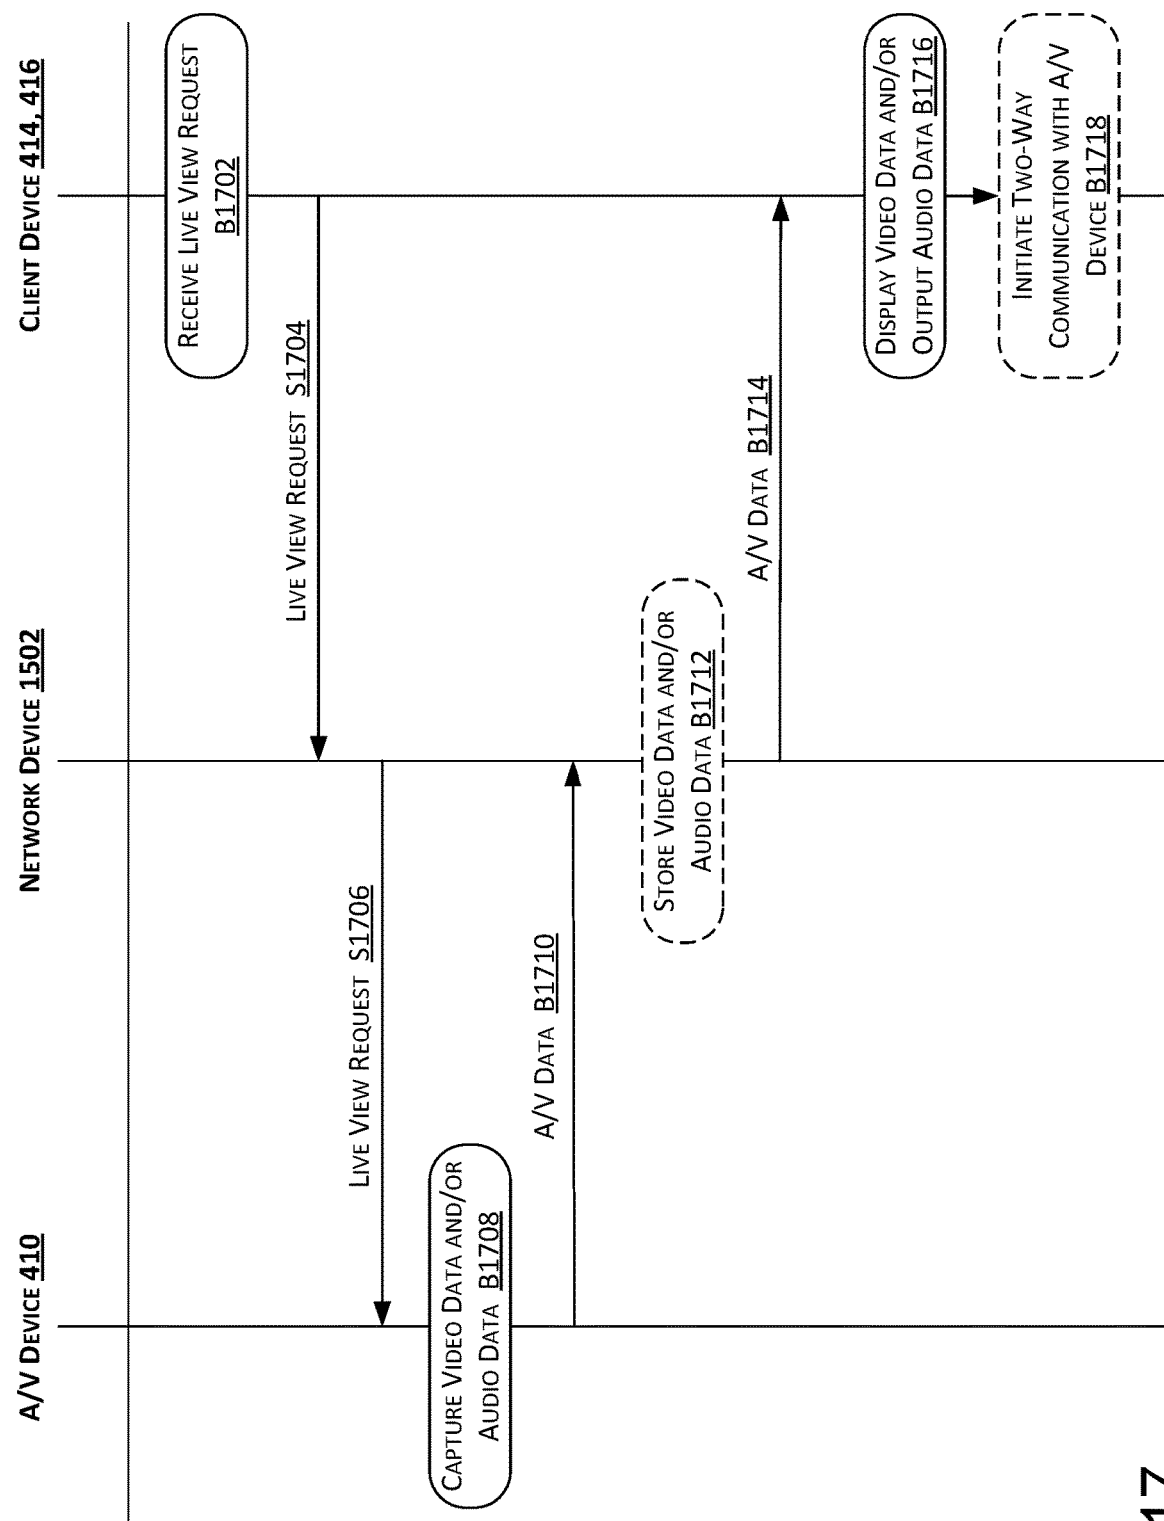 A/V DEVICE 410
NETWORK DEVICE 1502
CLIENT DEVICE 414, 416
RECEIVE LIVE VIEW REQUEST
B1702
LIVE VIEW REQUEST S1704
LIVE VIEW REQUEST S1706
CAPTURE VIDEO DATA AND/OR
AUDIO DATA B1708
A/V DATA B1710
STORE VIDEO DATA AND/OR
AUDIO DATA B1712
A/V DATA B1714
DISPLAY VIDEO DATA AND/OR
OUTPUT AUDIO DATA B1716
INITIATE TWO-WAY
COMMUNICATION WITH A/V
DEVICE B1718
17